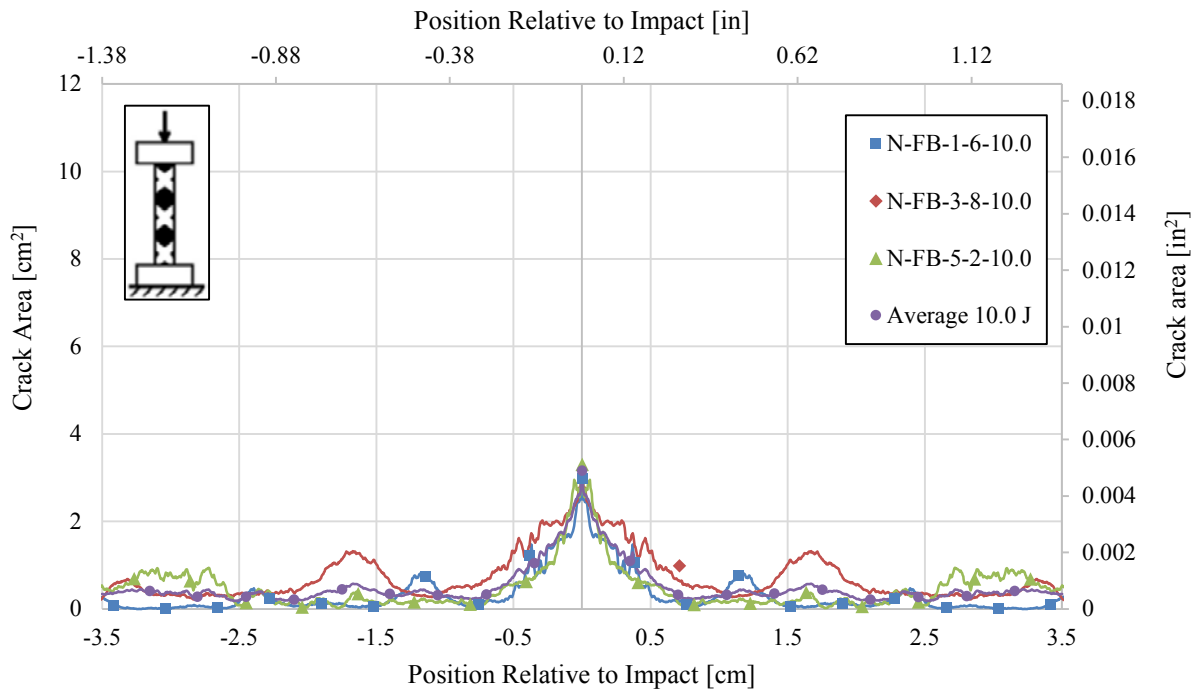 Position Relative to Impact [in]
-1.38 -0.88 -0.38 0.12 0.62 1.12
12 0.018
10 0.016
8 0.014
6 0.012
4 0.01
2 0.008
0 0.006
0.004
0.002
0
Crack Area [cm²]
Crack area [in²]
N-FB-1-6-10.0
N-FB-3-8-10.0
N-FB-5-2-10.0
Average 10.0 J
-3.5 -2.5 -1.5 -0.5 0.5 1.5 2.5 3.5
Position Relative to Impact [cm]